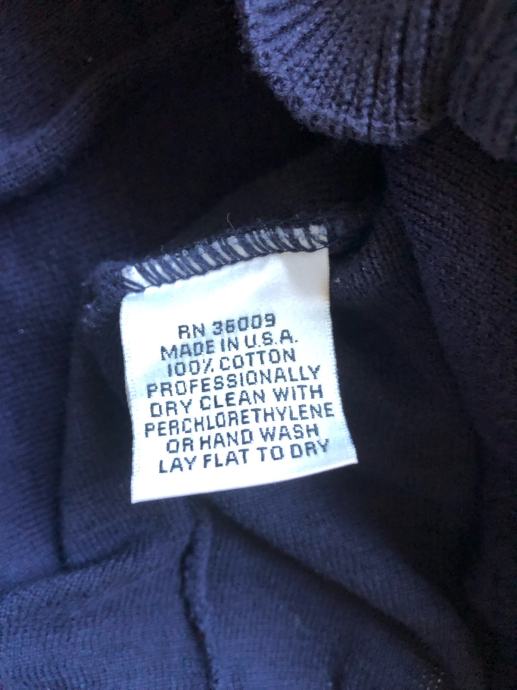 RN 36009
MADE IN U.S.A.
100% COTTON
PROFESSIONALLY
DRY CLEAN WITH
PERCHLORETHYLENE
OR HAND WASH
LAY FLAT TO DRY